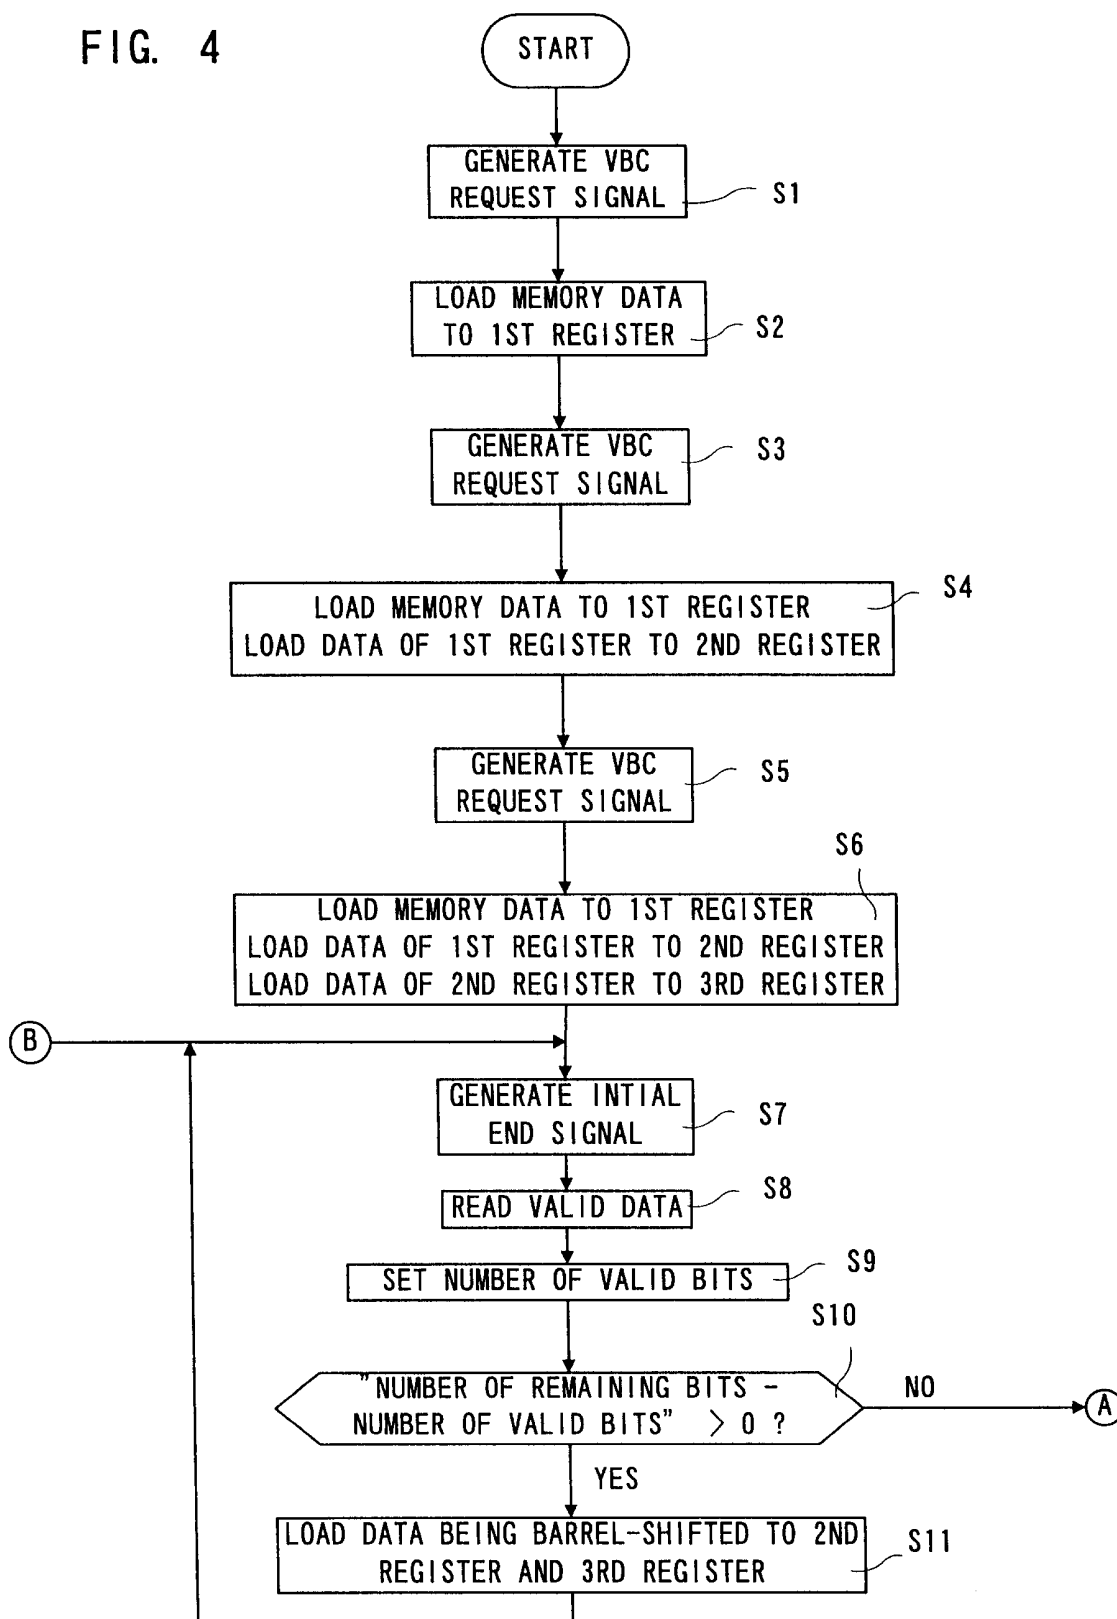 FIG. 4
START
GENERATE VBC
REQUEST SIGNAL
S1
LOAD MEMORY DATA
TO 1ST REGISTER
S2
GENERATE VBC
REQUEST SIGNAL
S3
S4
LOAD MEMORY DATA TO 1ST REGISTER
LOAD DATA OF 1ST REGISTER TO 2ND REGISTER
GENERATE VBC
REQUEST SIGNAL
S5
S6
LOAD MEMORY DATA TO 1ST REGISTER
LOAD DATA OF 1ST REGISTER TO 2ND REGISTER
LOAD DATA OF 2ND REGISTER TO 3RD REGISTER
B
GENERATE INTIAL
END SIGNAL
S7
READ VALID DATA
S8
SET NUMBER OF VALID BITS
S9
S10
"NUMBER OF REMAINING BITS -
NUMBER OF VALID BITS" > 0 ?
NO
A
YES
LOAD DATA BEING BARREL-SHIFTED TO 2ND
REGISTER AND 3RD REGISTER
S11